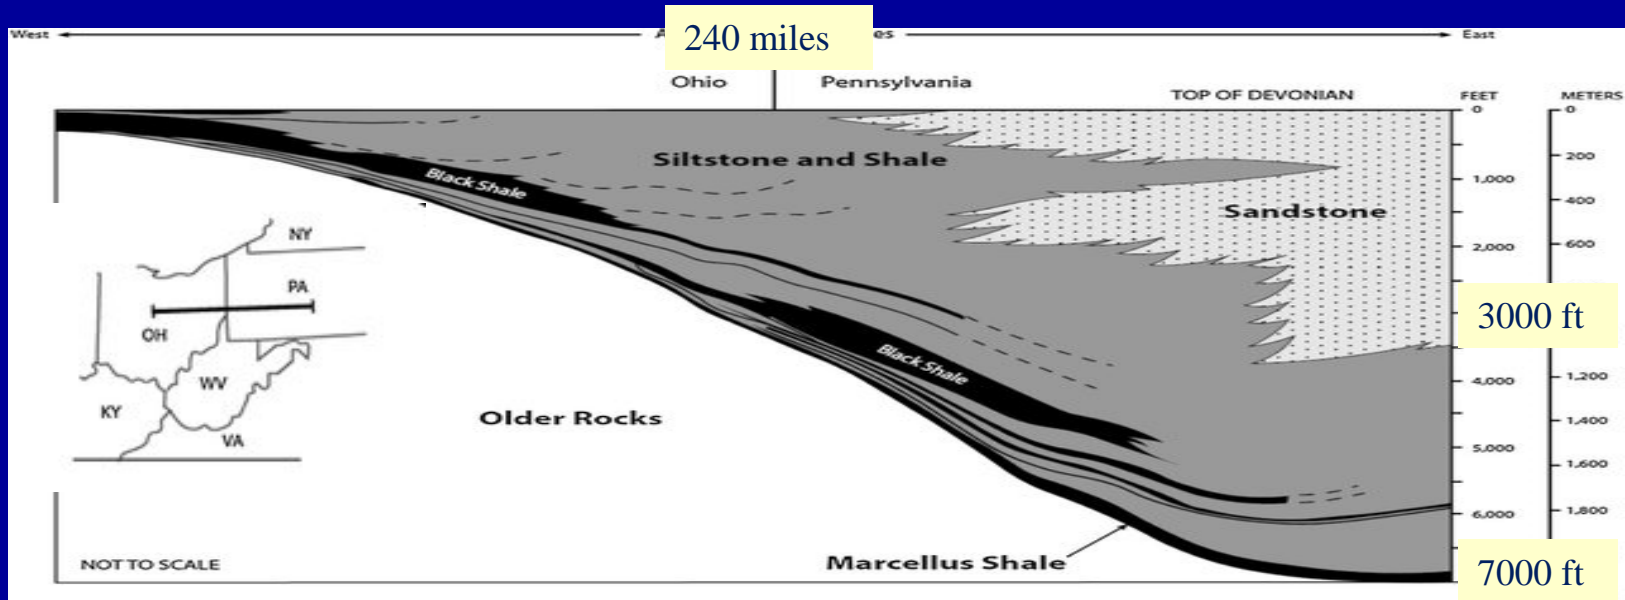 240 miles
West
East
Ohio
Pennsylvania
TOP OF DEVONIAN
FEET
METERS
0
0
200
1,000
400
2,000
600
3000 ft
4,000
1,200
1,400
5,000
1,600
6,000
1,800
7000 ft
Siltstone and Shale
Black Shale
Sandstone
Black Shale
NY
PA
OH
WV
KY
VA
Older Rocks
Marcellus Shale
NOT TO SCALE